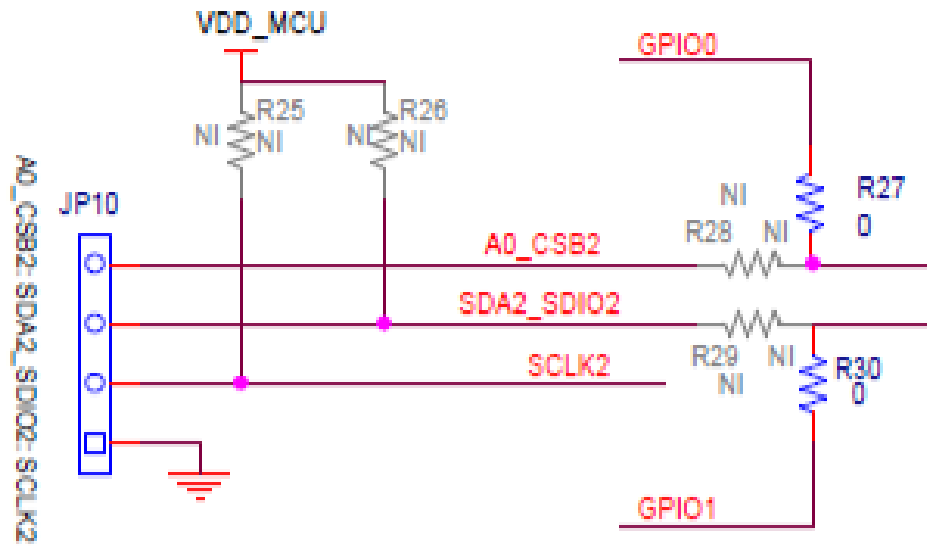 VDD_MCU
GPIO0
R25
NI
NI
R26
NI
NI
R27
0
JP10
NI
R28
NI
A0_CSB2
SDA2_SDIO2
R29
NI
NI
SCLK2
R30
0
GPIO1
A0_CSB2: SDA2_SDIO2: SCLK2